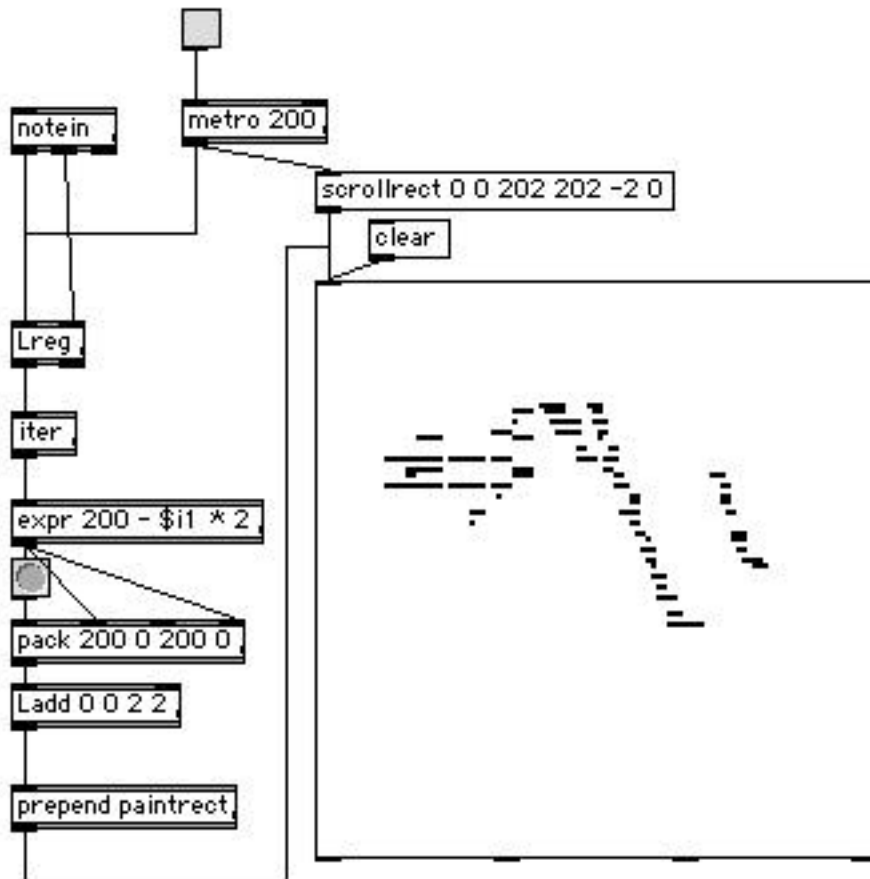 metro 200
notein
scrollrect 0 0 202 202 -2 0
clear
Lreg
iter
expr 200 - $i1 * 2
pack 200 0 200 0
Ladd 0 0 2 2
prepend paintrect